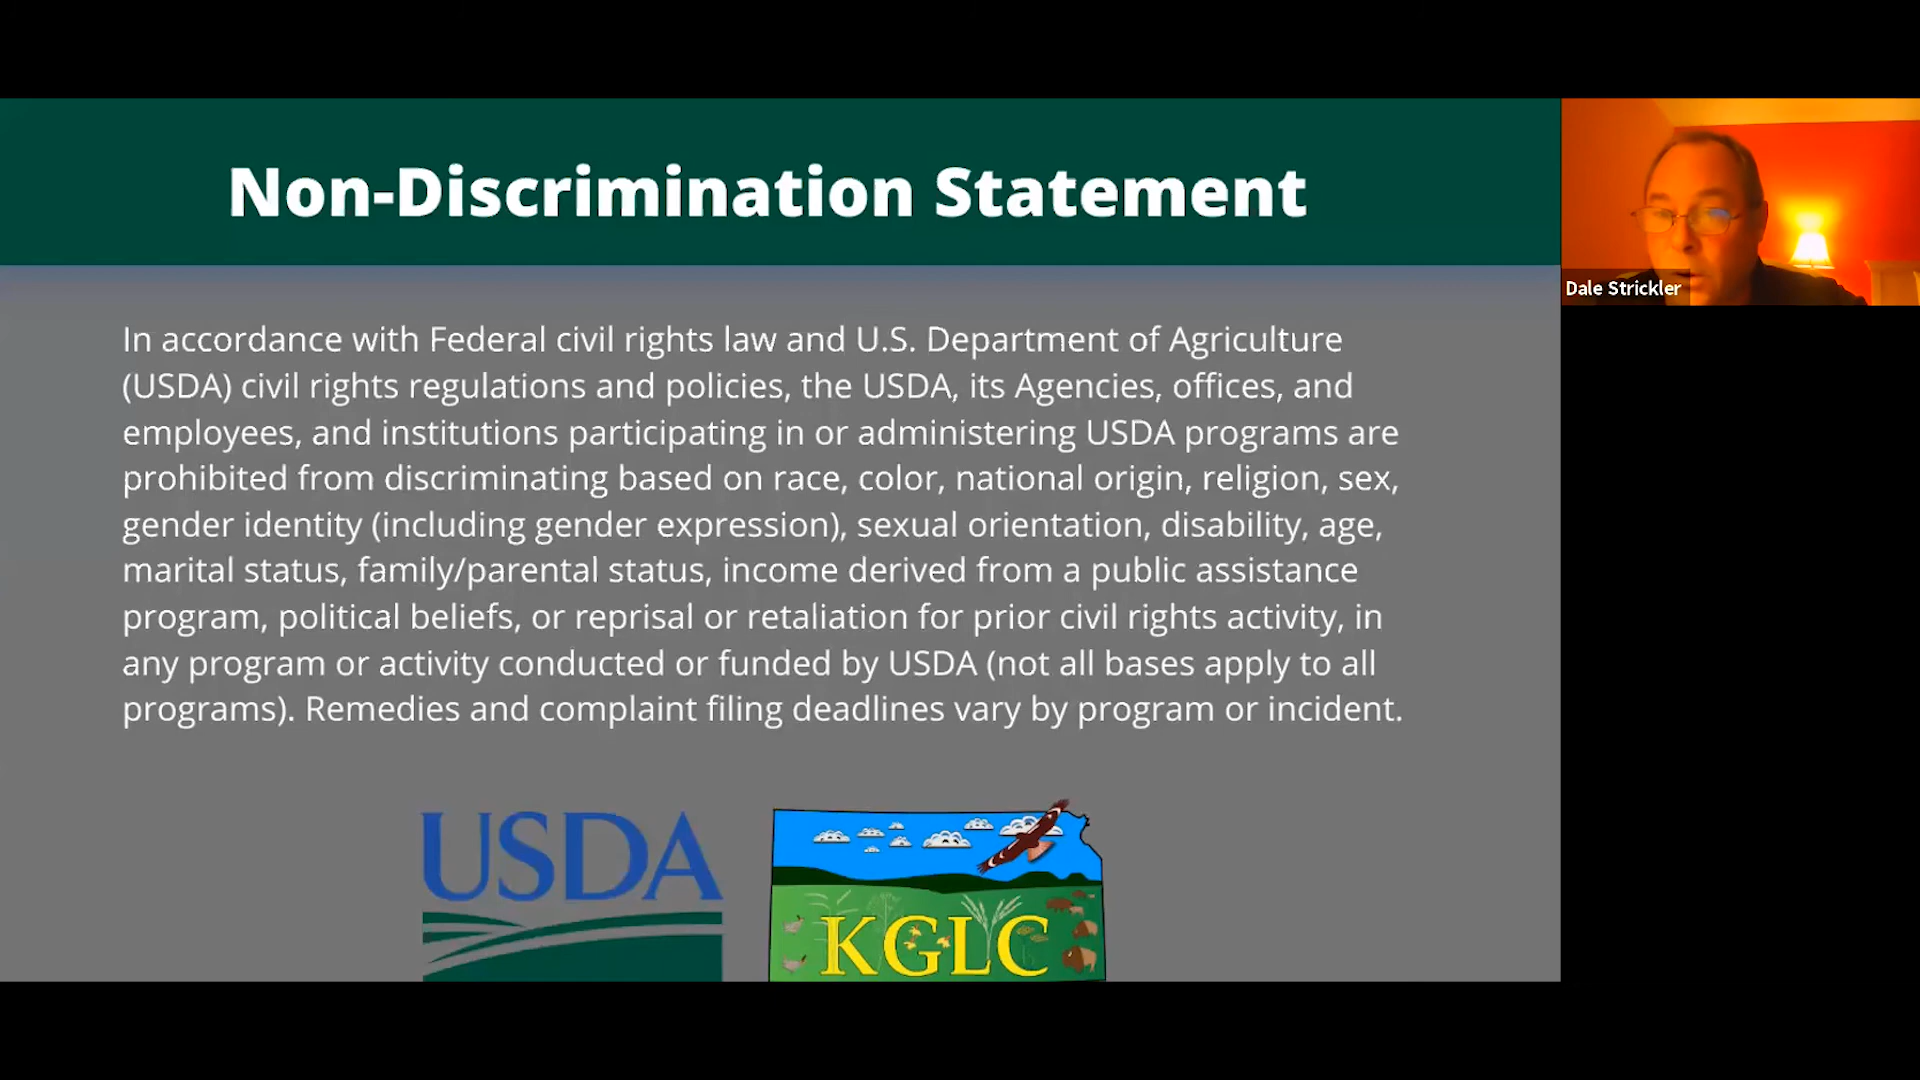 Non-Discrimination Statement
In accordance with Federal civil rights law and U.S. Department of Agriculture
(USDA) civil rights regulations and policies, the USDA, its Agencies, offices, and
employees, and institutions participating in or administering USDA programs are
prohibited from discriminating based on race, color, national origin, religion, sex,
gender identity (including gender expression), sexual orientation, disability, age,
marital status, family/parental status, income derived from a public assistance
program, political beliefs, or reprisal or retaliation for prior civil rights activity, in
any program or activity conducted or funded by USDA (not all bases apply to all
programs). Remedies and complaint filing deadlines vary by program or incident.
USDA
KGLC
Dale Strickler